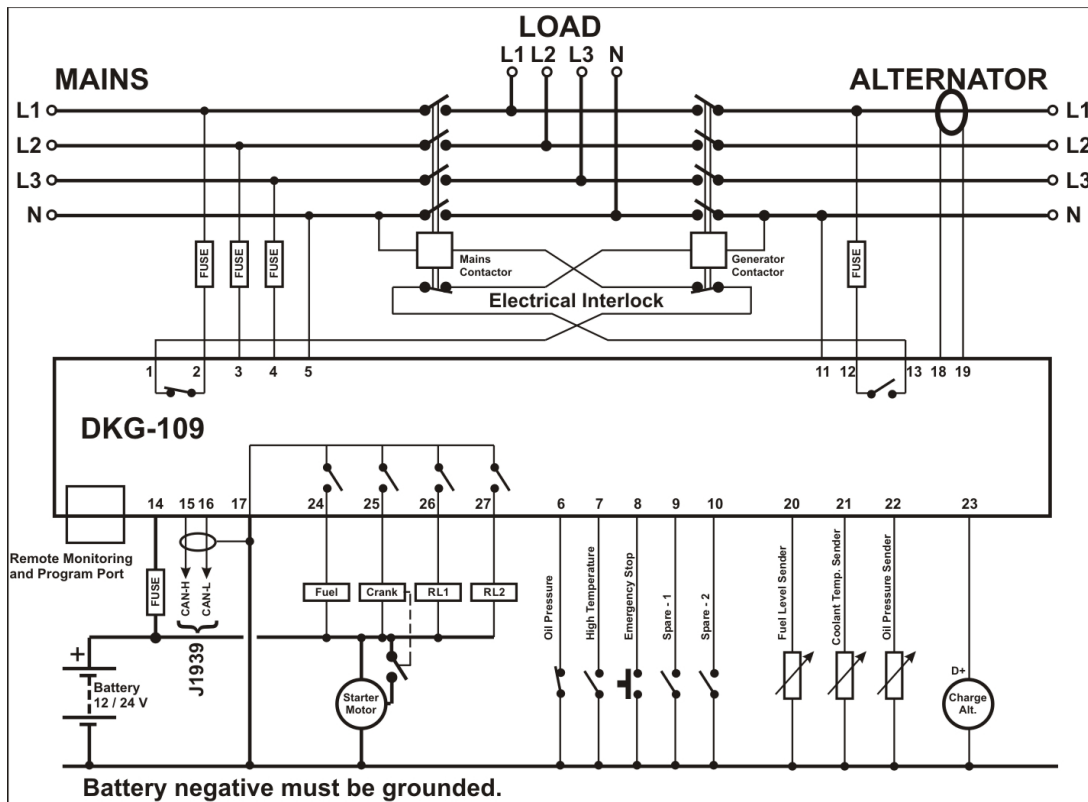 LOAD
L1 L2 L3 N
MAINS
ALTERNATOR
L1
L1
L2
L2
L3
L3
N
N
FUSE
FUSE
FUSE
Mains
Contactor
Generator
Contactor
FUSE
Electrical Interlock
1 2 3 4 5 11 12 13 18 19
DKG-109
14 15 16 17 24 25 26 27 6 7 8 9 10 20 21 22 23
Remote Monitoring
and Program Port
FUSE
CAN-H
CAN-L
J1939
Fuel
Crank
RL1
RL2
Oil Pressure
High Temperature
Emergency Stop
Spare - 1
Spare - 2
Fuel Level Sender
Coolant Temp. Sender
Oil Pressure Sender
+
Battery
12 / 24 V
Starter
Motor
D+
Charge
Alt.
Battery negative must be grounded.